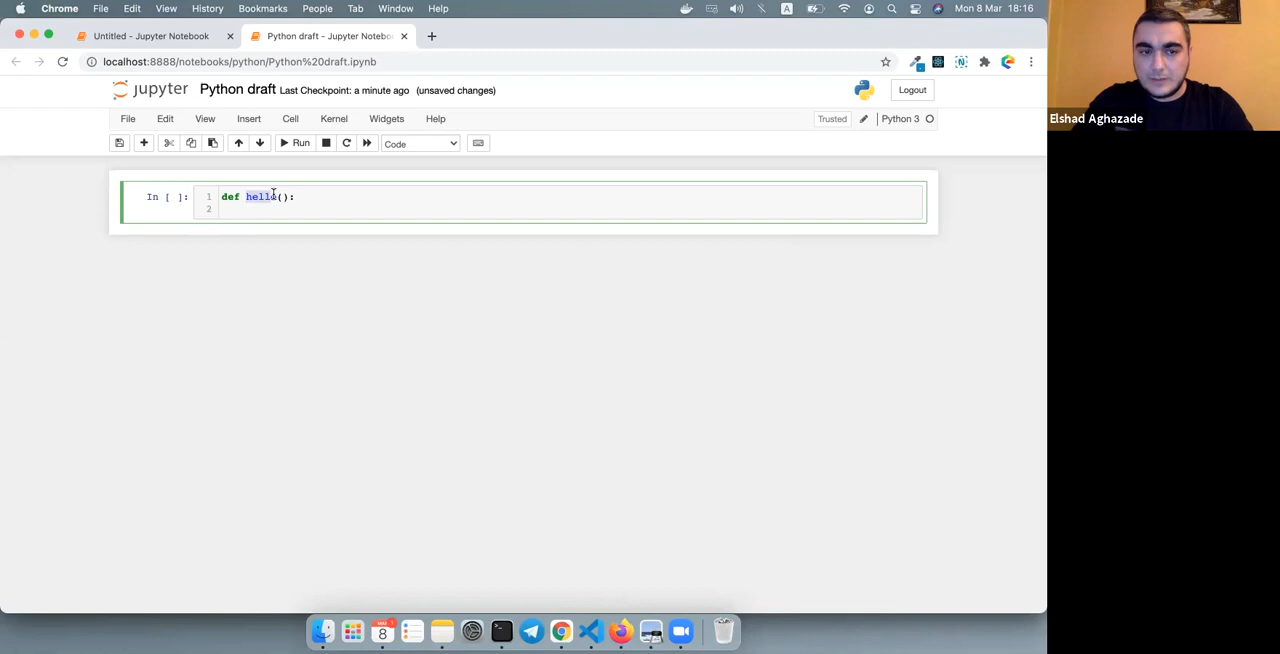 Chrome File Edit View History Bookmarks People Tab Window Help
A
Mon 8 Mar 18:16
Untitled - Jupyter Notebook
Python draft - Jupyter Notebo
localhost:8888/notebooks/python/Python%20draft.ipynb
jupyter Python draft Last Checkpoint: a minute ago (unsaved changes)
Logout
File Edit View Insert Cell Kernel Widgets Help
Trusted
Python 3
Run
Code
In [ ]:
1 def hello():
2
Elshad Aghazade
8